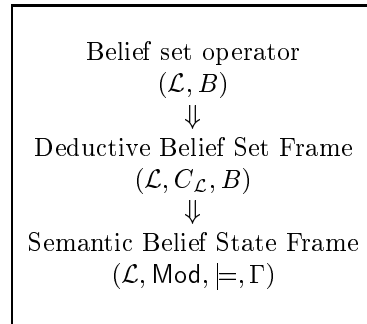 Belief set operator
(ℒ, B)
⇓
Deductive Belief Set Frame
(ℒ, C_ℒ, B)
⇓
Semantic Belief State Frame
(ℒ, Mod, ⊨, Γ)